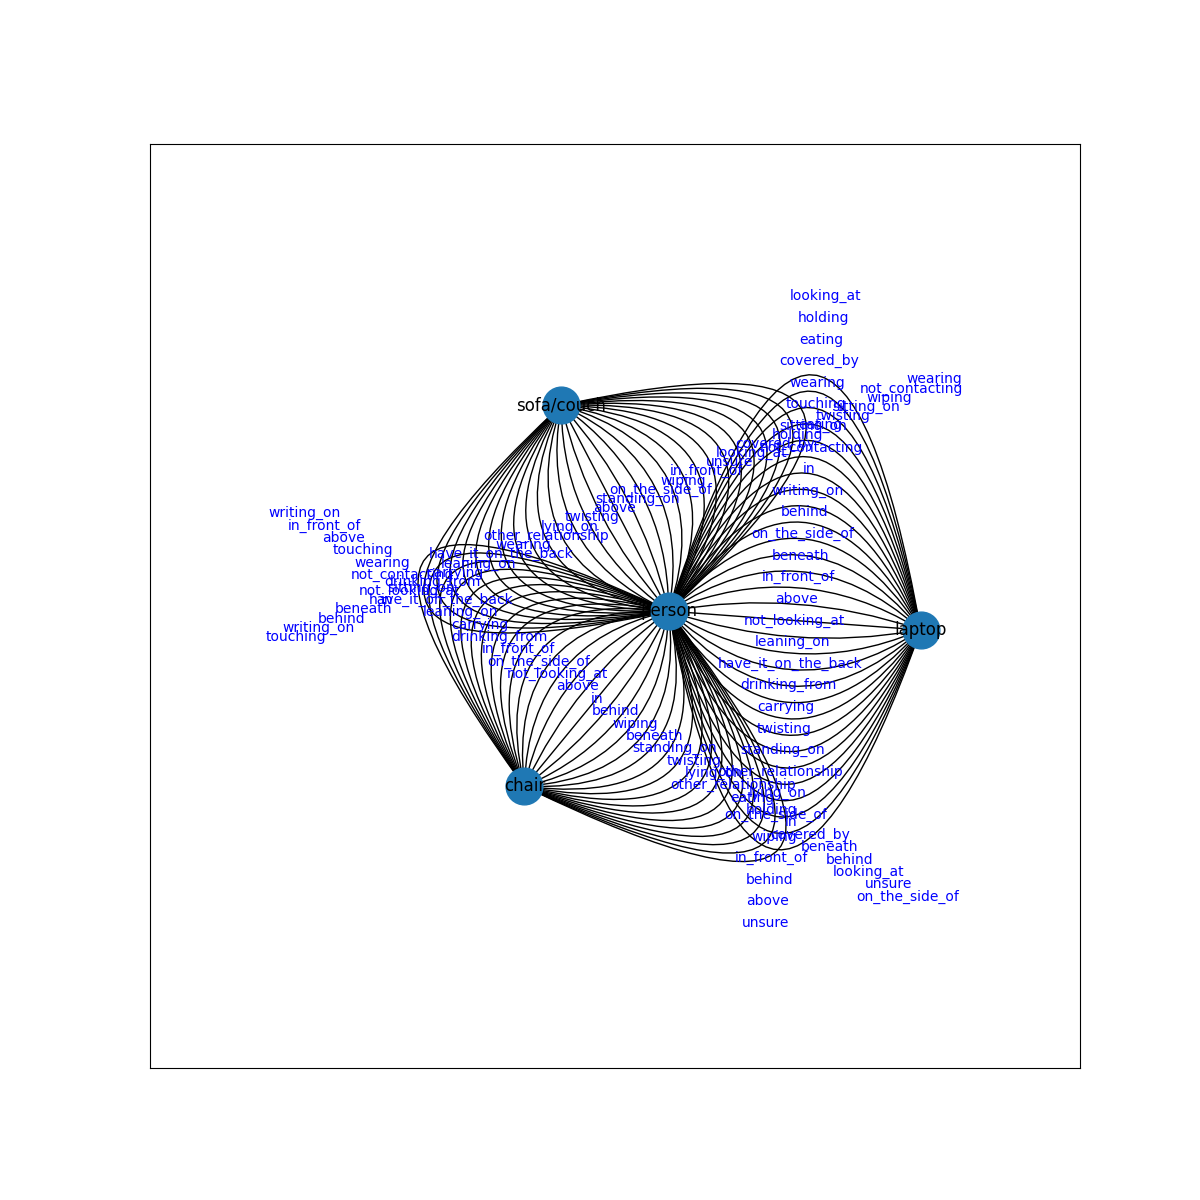 looking_at
holding
eating
covered_by
wearing
wearing
not_contacting
wiping
touching
sitting_on
sofa/couch
twisting
sitting_on
holding
covered_by
not_contacting
looking_at
unsure
in
in_front_of
wiping
on_the_side_of
writing_on
standing_on
above
behind
writing_on
twisting
in_front_of
lying_on
on_the_side_of
above
other_relationship
wearing
touching
have_it_on_the_back
beneath
wearing
leaning_on
not_contacting
carrying
in_front_of
drinking_from
not_looking_at
have_it_on_the_back
above
beneath
leaning_on
person
behind
not_looking_at
carrying
writing_on
laptop
touching
drinking_from
leaning_on
in_front_of
on_the_side_of
have_it_on_the_back
not_looking_at
above
drinking_from
in
carrying
behind
wiping
twisting
beneath
standing_on
standing_on
twisting
lying_on
other_relationship
chair
other_relationship
lying_on
eating
holding
on_the_side_of
in
wiping
covered_by
beneath
in_front_of
behind
looking_at
behind
unsure
on_the_side_of
above
unsure